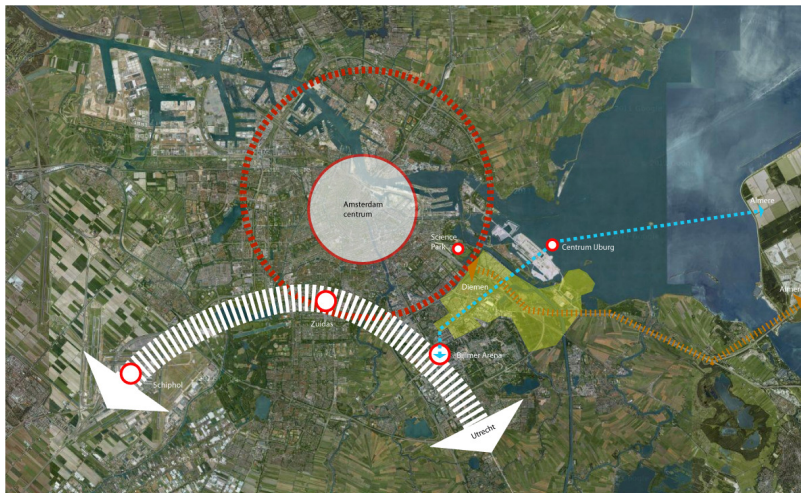 Amsterdam
centrum
Almere
Science
Park
Centrum IJburg
Diemen
Almere
Zuidas
Bijlmer Arena
Schiphol
Utrecht